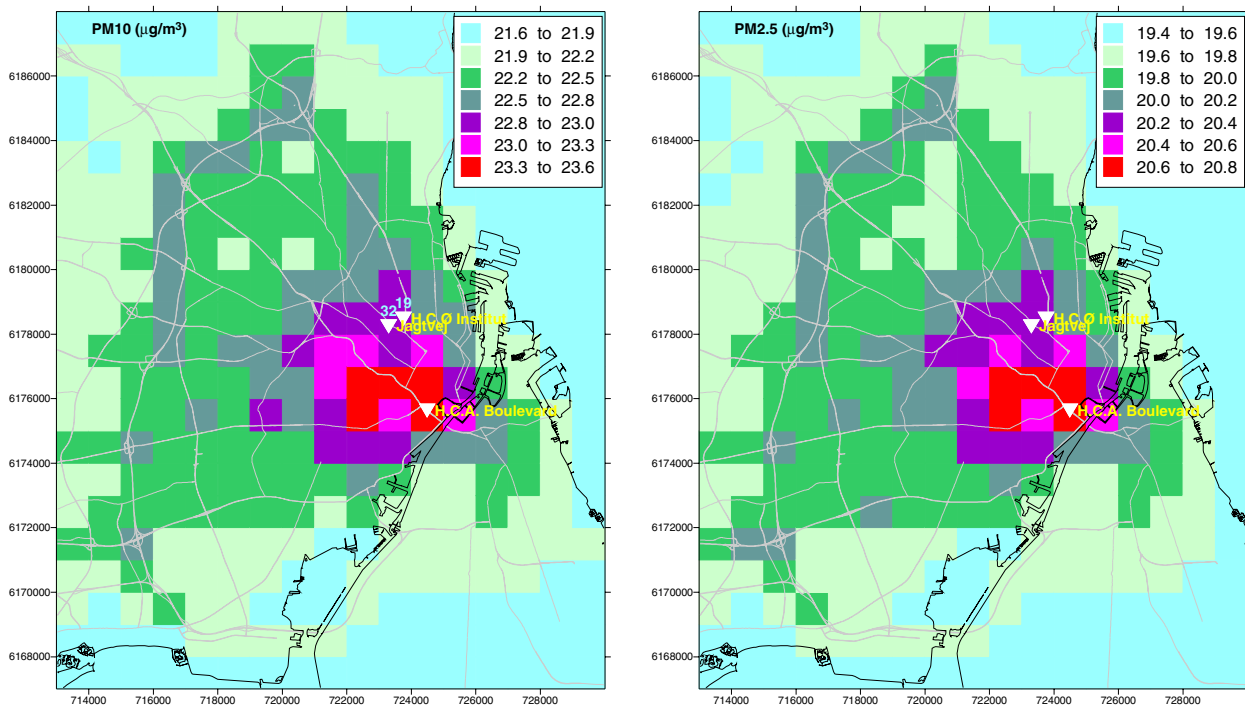 PM10 (µg/m³)
21.6 to 21.9
21.9 to 22.2
22.2 to 22.5
22.5 to 22.8
22.8 to 23.0
23.0 to 23.3
23.3 to 23.6
6186000
6184000
6182000
6180000
6178000
6176000
6174000
6172000
6170000
6168000
19
32
H.C.Ø Institut
Jagtvej
H.C.A. Boulevard
714000 716000 718000 720000 722000 724000 726000 728000
PM2.5 (µg/m³)
19.4 to 19.6
19.6 to 19.8
19.8 to 20.0
20.0 to 20.2
20.2 to 20.4
20.4 to 20.6
20.6 to 20.8
6186000
6184000
6182000
6180000
6178000
6176000
6174000
6172000
6170000
6168000
H.C.Ø Institut
Jagtvej
H.C.A. Boulevard
714000 716000 718000 720000 722000 724000 726000 728000